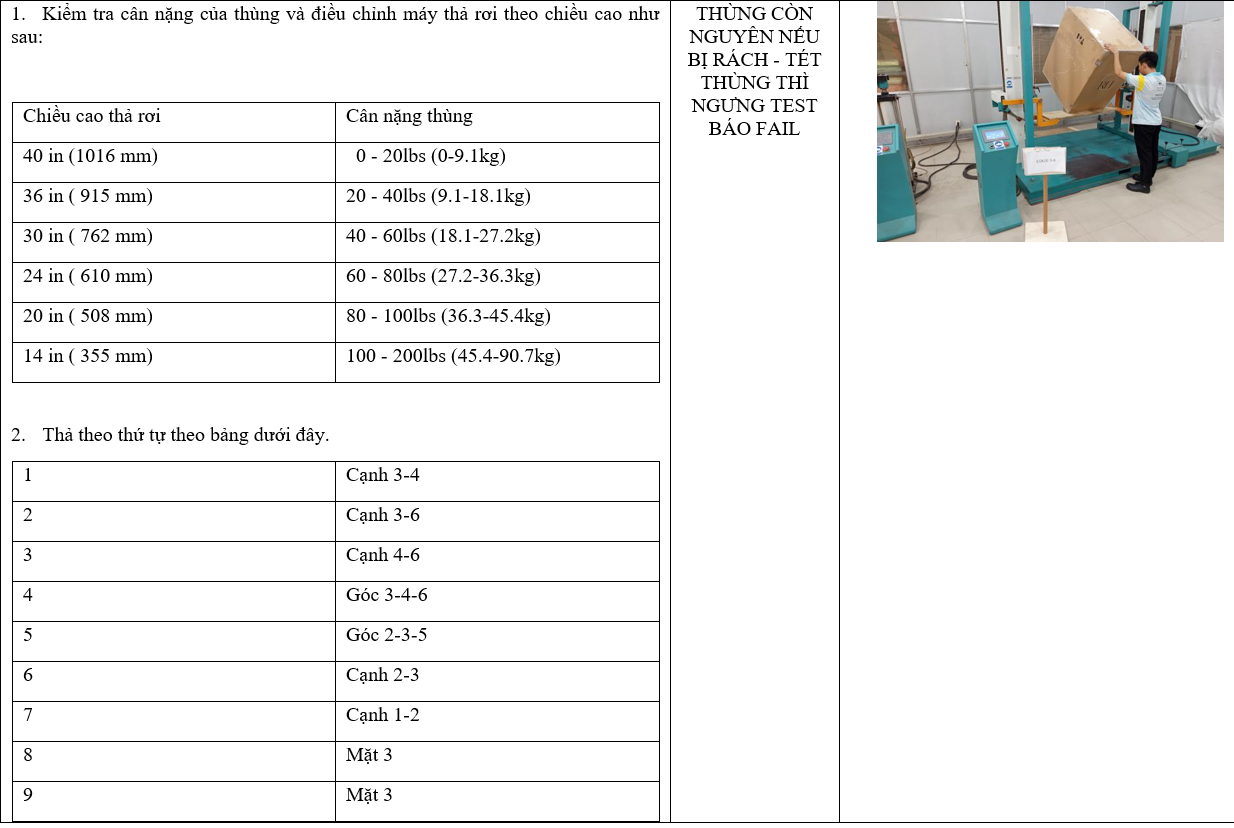 1. Kiểm tra cân nặng của thùng và điều chỉnh máy thả rơi theo chiều cao như
sau:
Chiều cao thả rơi
Cân nặng thùng
40 in (1016 mm)
0 - 20lbs (0-9.1kg)
36 in ( 915 mm)
20 - 40lbs (9.1-18.1kg)
30 in ( 762 mm)
40 - 60lbs (18.1-27.2kg)
24 in ( 610 mm)
60 - 80lbs (27.2-36.3kg)
20 in ( 508 mm)
80 - 100lbs (36.3-45.4kg)
14 in ( 355 mm)
100 - 200lbs (45.4-90.7kg)
2. Thả theo thứ tự theo bảng dưới đây.
1
Cạnh 3-4
2
Cạnh 3-6
3
Cạnh 4-6
4
Góc 3-4-6
5
Góc 2-3-5
6
Cạnh 2-3
7
Cạnh 1-2
8
Mặt 3
9
Mặt 3
THÙNG CÒN
NGUYÊN NẾU
BỊ RÁCH - TÉT
THÙNG THÌ
NGƯNG TEST
BÁO FAIL